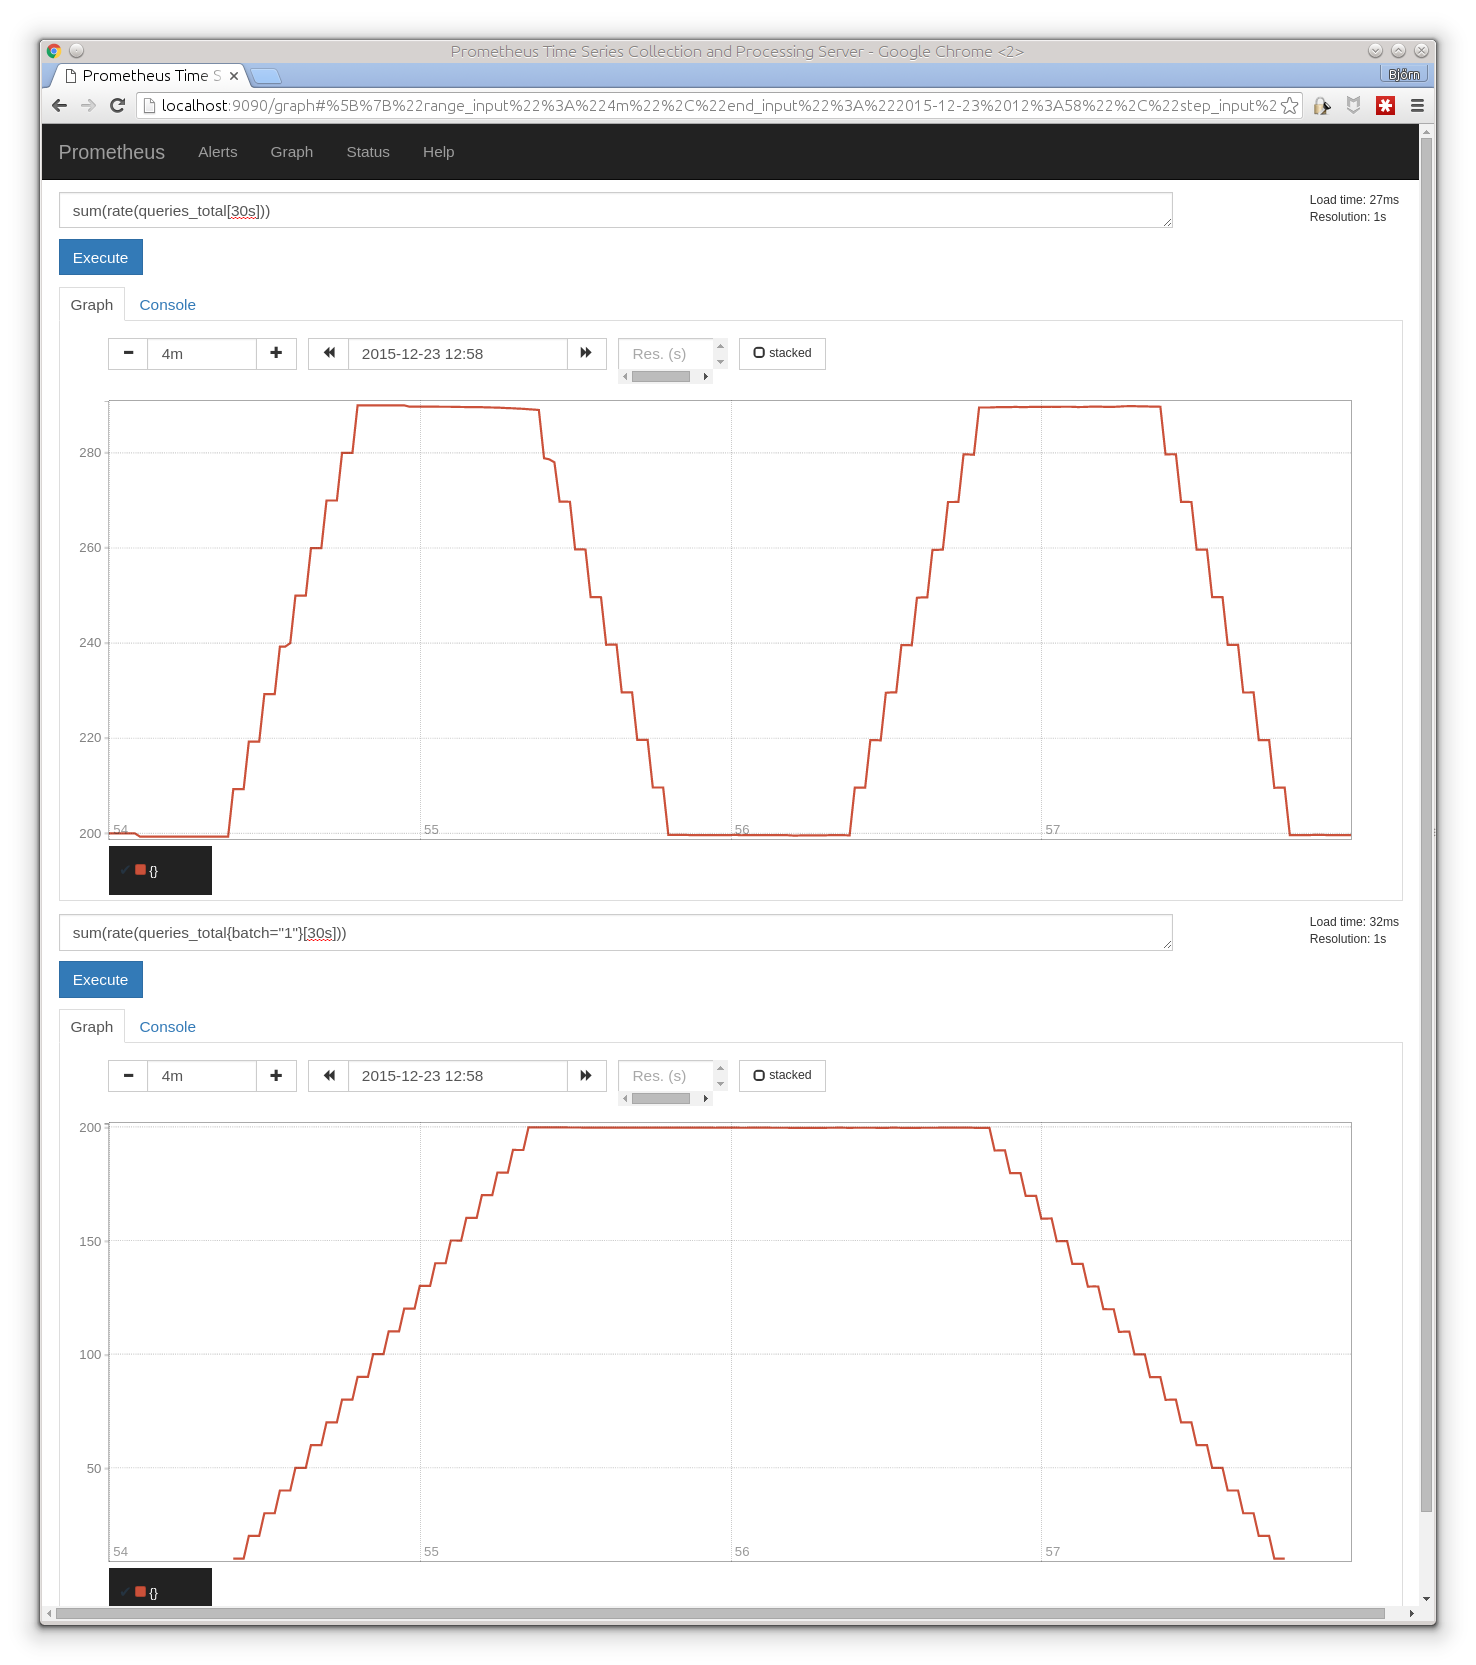 Prometheus Time Series Collection and Processing Server - Google Chrome <2>
Prometheus Time S
Björn
localhost:9090/graph#%5B%7B%22range_input%22%3A%224m%22%2C%22end_input%22%3A%222015-12-23%2012%3A58%22%2C%22step_input%2
Prometheus Alerts Graph Status Help
sum(rate(queries_total[30s]))
Load time: 27ms
Resolution: 1s
Execute
Graph Console
4m 2015-12-23 12:58 Res. (s) stacked
280
260
240
220
200
54 55 56 57
{}
sum(rate(queries_total{batch="1"}[30s]))
Load time: 32ms
Resolution: 1s
Execute
Graph Console
4m 2015-12-23 12:58 Res. (s) stacked
200
150
100
50
54 55 56 57
{}